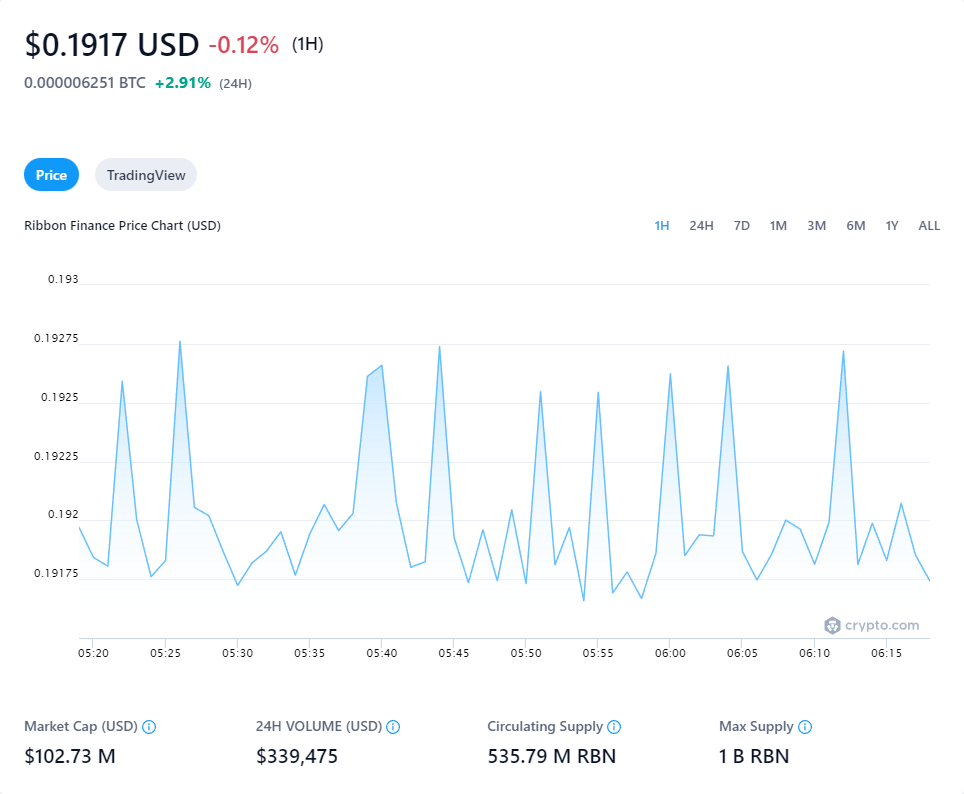 $0.1917 USD -0.12% (1H)
0.000006251 BTC +2.91% (24H)
Price TradingView
Ribbon Finance Price Chart (USD) 1H 24H 7D 1M 3M 6M 1Y ALL
0.193
0.19275
0.1925
0.19225
0.192
0.19175
crypto.com
05:20 05:25 05:30 05:35 05:40 05:45 05:50 05:55 06:00 06:05 06:10 06:15
Market Cap (USD) 24H VOLUME (USD) Circulating Supply Max Supply
$102.73 M $339,475 535.79 M RBN 1 B RBN